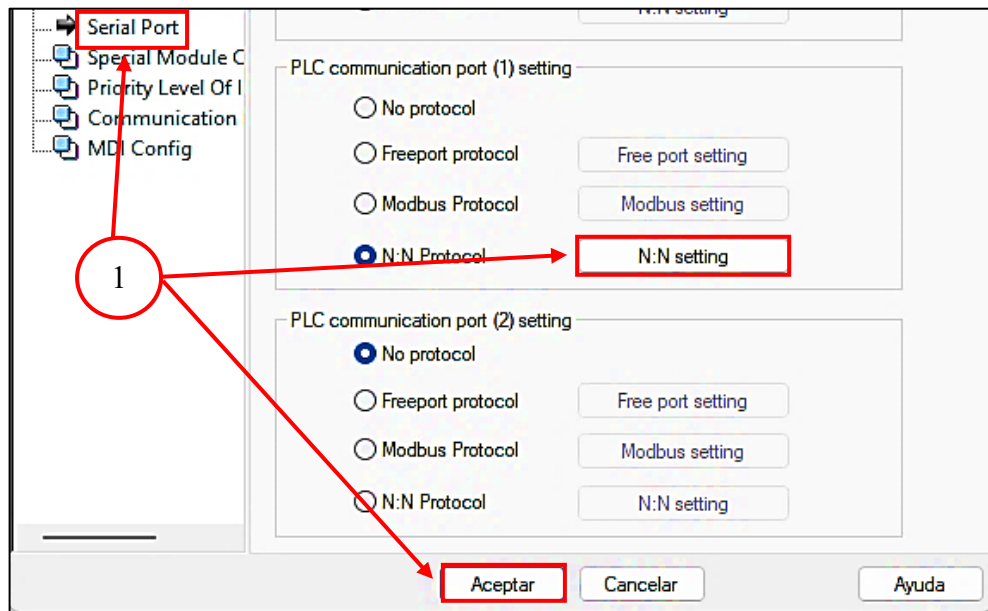 N:N setting
Serial Port
Special Module C
Priority Level Of I
Communication
MDI Config
PLC communication port (1) setting
No protocol
Freeport protocol
Free port setting
Modbus Protocol
Modbus setting
N:N Protocol
N:N setting
1
PLC communication port (2) setting
No protocol
Freeport protocol
Free port setting
Modbus Protocol
Modbus setting
N:N Protocol
N:N setting
Aceptar
Cancelar
Ayuda